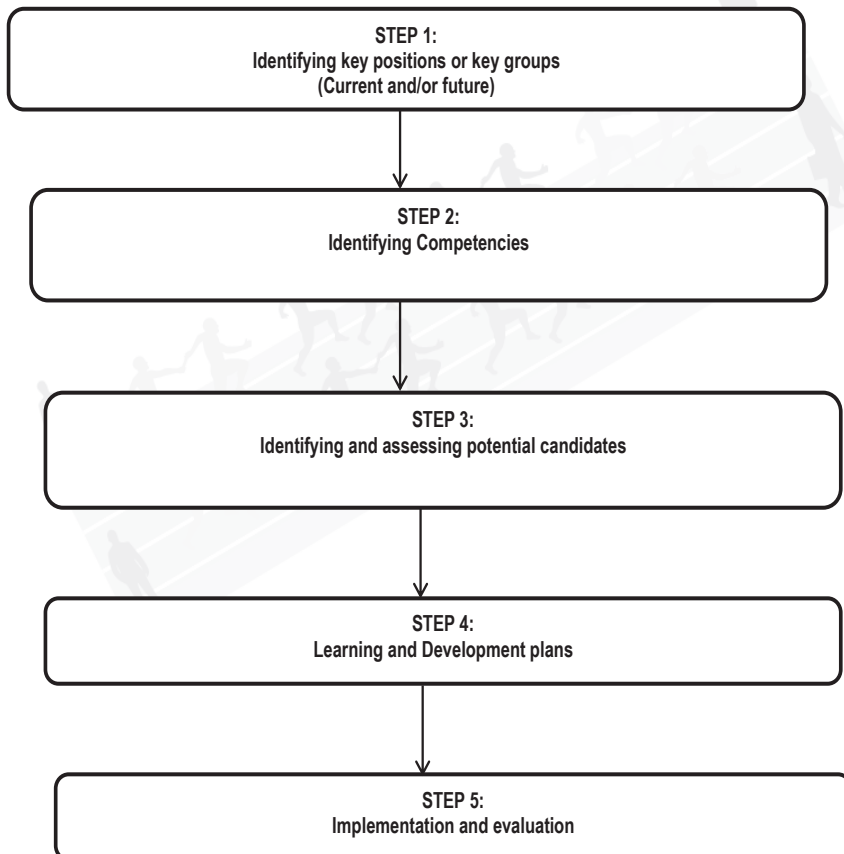 STEP 1:
Identifying key positions or key groups
(Current and/or future)
STEP 2:
Identifying Competencies
STEP 3:
Identifying and assessing potential candidates
STEP 4:
Learning and Development plans
STEP 5:
Implementation and evaluation